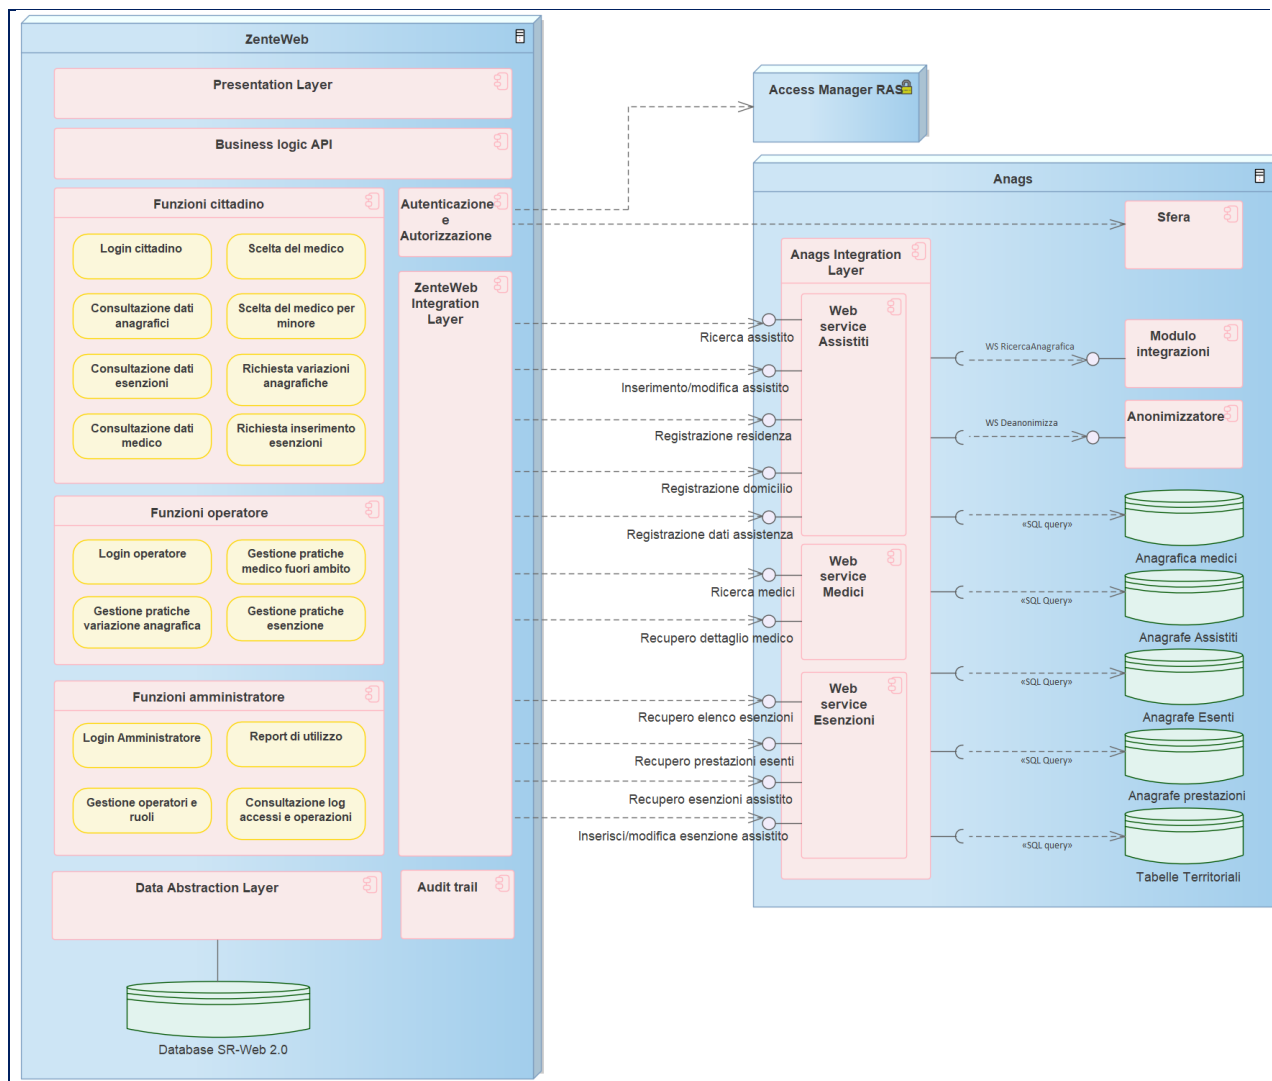 ZenteWeb
Presentation Layer
Business logic API
Funzioni cittadino
Login cittadino
Scelta del medico
Consultazione dati
anagrafici
Scelta del medico per
minore
Consultazione dati
esenzioni
Richiesta variazioni
anagrafiche
Consultazione dati
medico
Richiesta inserimento
esenzioni
Autenticazione
e
Autorizzazione
ZenteWeb
Integration
Layer
Funzioni operatore
Login operatore
Gestione pratiche
medico fuori ambito
Gestione pratiche
variazione anagrafica
Gestione pratiche
esenzione
Funzioni amministratore
Login Amministratore
Report di utilizzo
Gestione operatori e
ruoli
Consultazione log
accessi e operazioni
Data Abstraction Layer
Audit trail
Database SR-Web 2.0
Ricerca assistito
Inserimento/modifica assistito
Registrazione residenza
Registrazione domicilio
Registrazione dati assistenza
Ricerca medici
Recupero dettaglio medico
Recupero elenco esenzioni
Recupero prestazioni esenti
Recupero esenzioni assistito
Inserisci/modifica esenzione assistito
Access Manager RAS
Anags
Anags Integration
Layer
Web
service
Assistiti
Web
service
Medici
Web
service
Esenzioni
Sfera
WS RicercaAnagrafica
Modulo
integrazioni
WS Deanonimizza
Anonimizzatore
«SQL query»
Anagrafica medici
«SQL Query»
Anagrafe Assistiti
«SQL Query»
Anagrafe Esenti
«SQL Query»
Anagrafe prestazioni
«SQL query»
Tabelle Territoriali